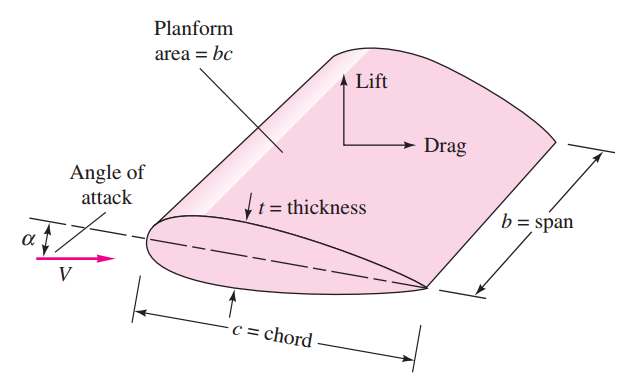 Planform
area = bc
Lift
Drag
Angle of
attack
t = thickness
b = span
α
V
c = chord